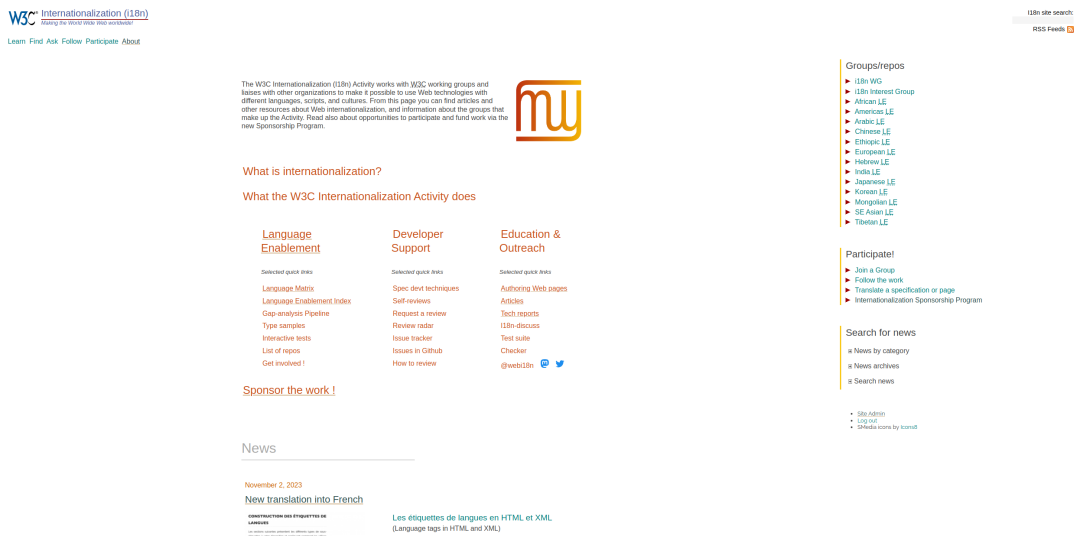 W3C Internationalization (i18n)
Making the World Wide Web worldwide!
i18n site search:
RSS Feeds
Learn Find Ask Follow Participate About
The W3C Internationalization (I18n) Activity works with W3C working groups and
liaises with other organizations to make it possible to use Web technologies with
different languages, scripts, and cultures. From this page you can find articles and
other resources about Web internationalization, and information about the groups that
make up the Activity. Read also about opportunities to participate and fund work via the
new Sponsorship Program.
What is internationalization?
What the W3C Internationalization Activity does
Language
Enablement
Selected quick links
Language Matrix
Language Enablement Index
Gap-analysis Pipeline
Type samples
Interactive tests
List of repos
Get involved !
Developer
Support
Selected quick links
Spec devt techniques
Self-reviews
Request a review
Review radar
Issue tracker
Issues in Github
How to review
Education &
Outreach
Selected quick links
Authoring Web pages
Articles
Tech reports
I18n-discuss
Test suite
Checker
@webi18n
Sponsor the work !
News
November 2, 2023
New translation into French
CONSTRUCTION DES ÉTIQUETTES DE
LANGUES
Les étiquettes de langues en HTML et XML
(Language tags in HTML and XML)
Groups/repos
i18n WG
i18n Interest Group
African LE
Americas LE
Arabic LE
Chinese LE
Ethiopic LE
European LE
Hebrew LE
India LE
Japanese LE
Korean LE
Mongolian LE
SE Asian LE
Tibetan LE
Participate!
Join a Group
Follow the work
Translate a specification or page
Internationalization Sponsorship Program
Search for news
News by category
News archives
Search news
Site Admin
Log out
SMedia icons by Icons8